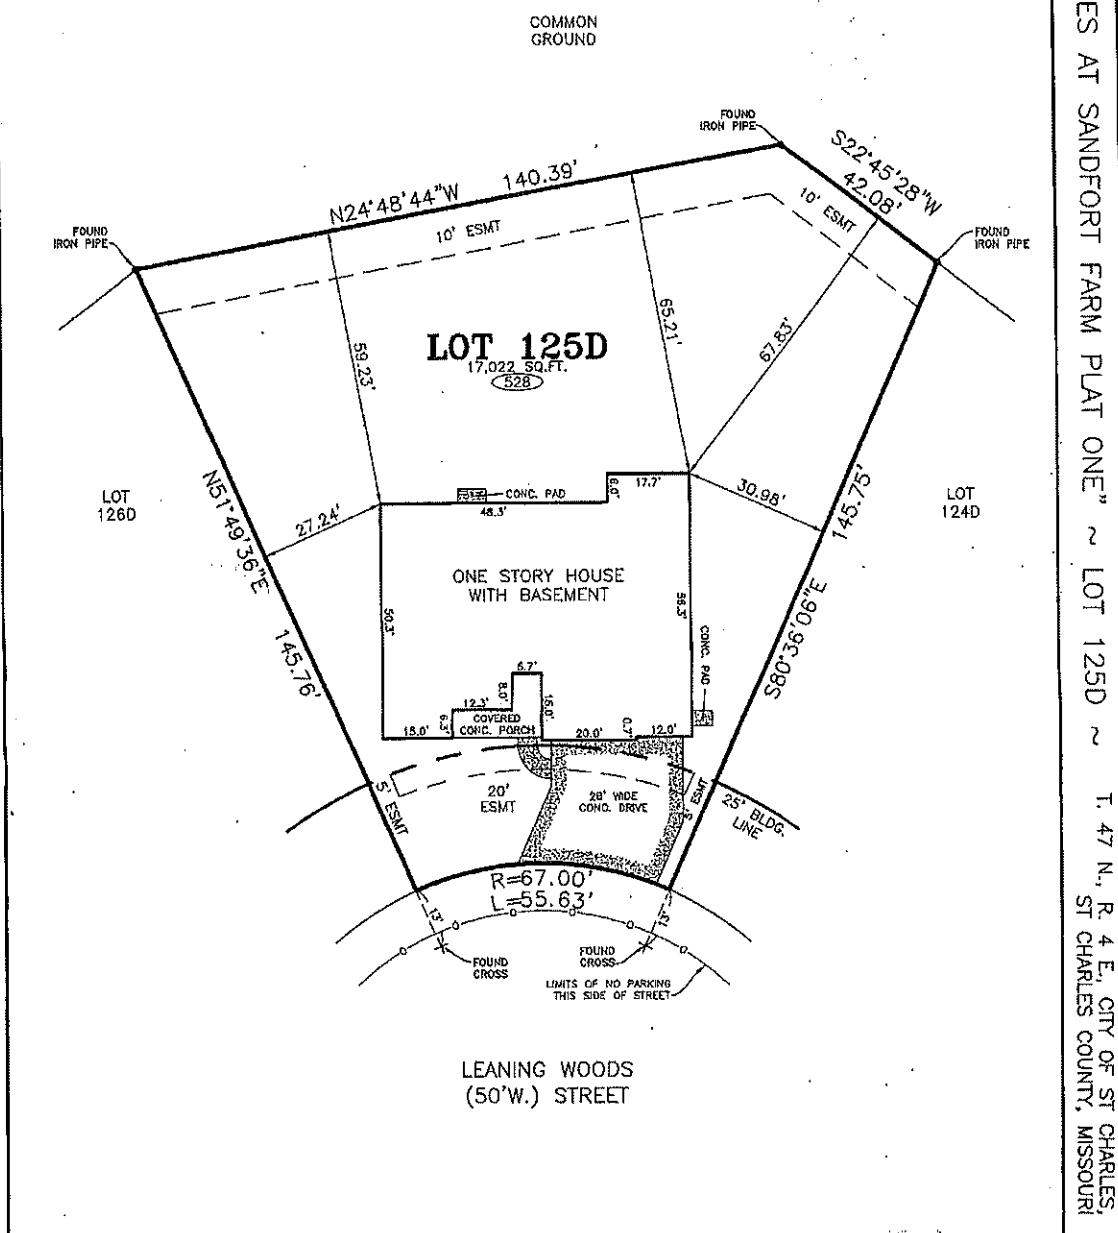 COMMON
GROUND
FOUND
IRON PIPE
S22°45'28"W
42.08'
N24°48'44"W 140.39'
10' ESMT
10' ESMT
FOUND
IRON PIPE
FOUND
IRON PIPE
59.23'
65.21'
67.83'
LOT 125D
17,022 SQ.FT.
528
LOT
126D
N51°49'36"E
145.76'
27.24'
CONC. PAD
48.3'
6.0'
17.7'
30.98'
145.75'
S80°36'06"E
LOT
124D
ONE STORY HOUSE
WITH BASEMENT
50.3'
56.3'
CONC. PAD
6.7'
8.0'
15.0'
12.3'
6.3'
COVERED
CONC. PORCH
15.0'
20.0'
0.7'
12.0'
5' ESMT
20'
ESMT
28' WIDE
CONC. DRIVE
5' ESMT
25' BLDG.
LINE
R=67.00'
L=55.63'
13'
13'
FOUND
CROSS
FOUND
CROSS
LIMITS OF NO PARKING
THIS SIDE OF STREET
LEANING WOODS
(50'W.) STREET
ES AT SANDFORT FARM PLAT ONE" ~ LOT 125D ~
T. 47 N., R. 4 E., CITY OF ST CHARLES,
ST CHARLES COUNTY, MISSOURI